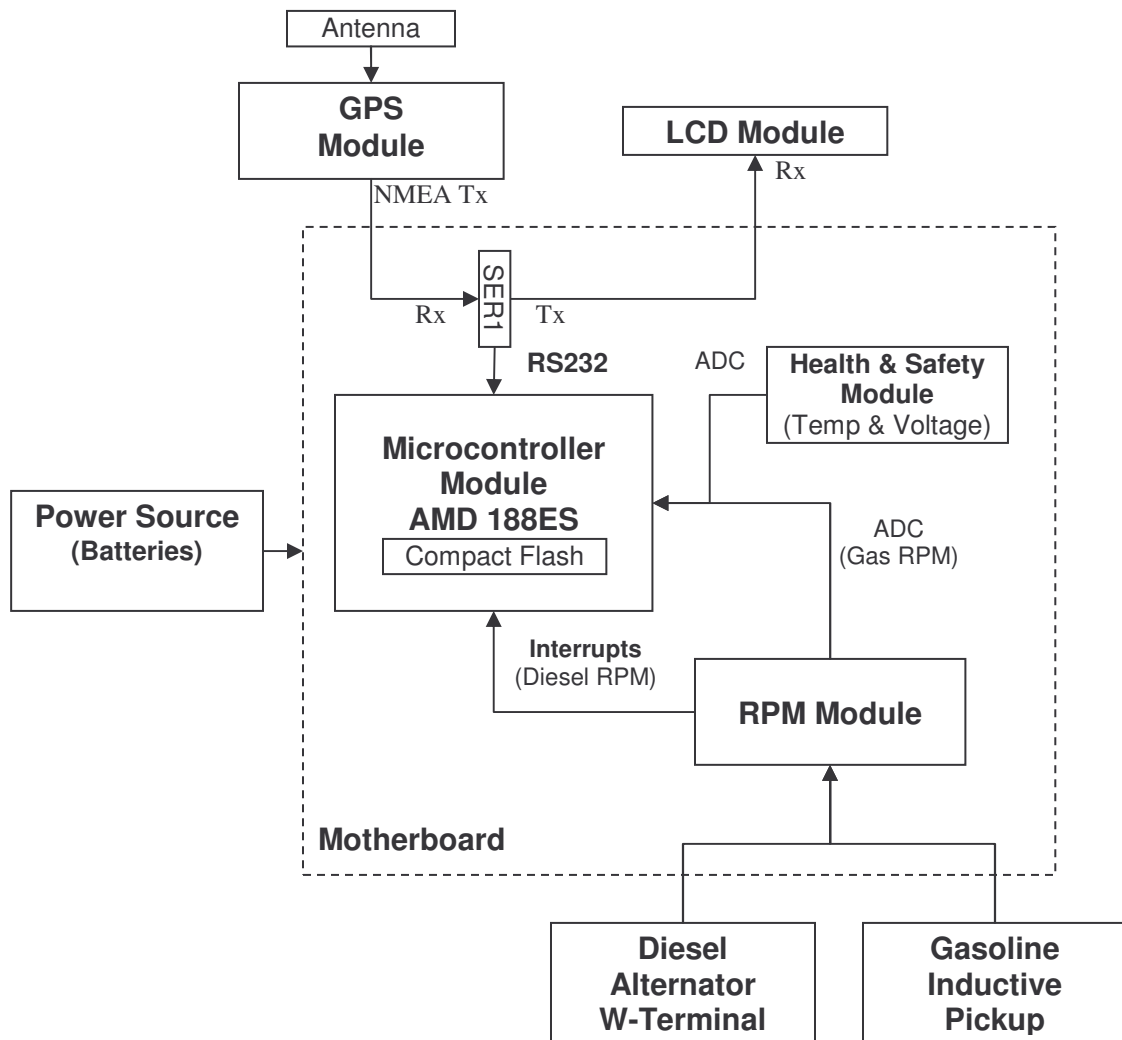 Antenna
GPS
Module
LCD Module
Rx
NMEA Tx
SER1
Rx
Tx
RS232
ADC
Health & Safety
Module
(Temp & Voltage)
Microcontroller
Module
AMD 188ES
Compact Flash
Power Source
(Batteries)
ADC
(Gas RPM)
Interrupts
(Diesel RPM)
RPM Module
Motherboard
Diesel
Alternator
W-Terminal
Gasoline
Inductive
Pickup